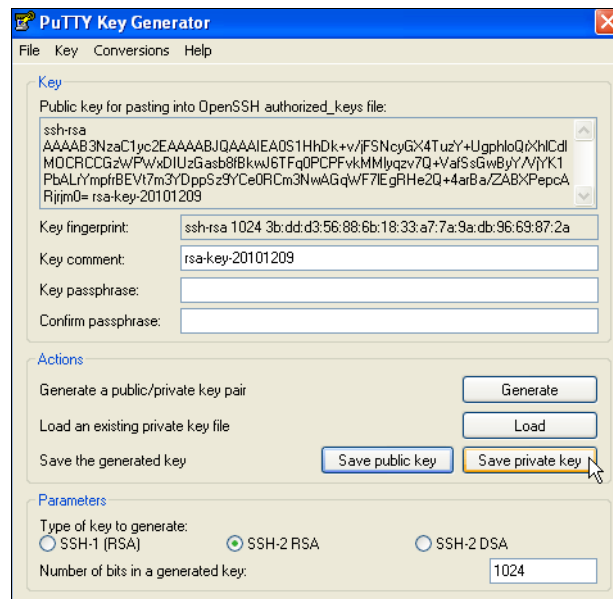 PuTTY Key Generator
File Key Conversions Help
Key
Public key for pasting into OpenSSH authorized_keys file:
ssh-rsa
AAAAB3NzaC1yc2EAAAABJQAAAIEA0S1HhDk+v/jFSNcyGX4TuzY+UgphIoQrXhlCdl
MOCRCCGzWPWxDIUzGasb8fBkwJ6TFq0PCPFvkMMlyqzv7Q+VafSsGwByY/VjYK1
PbALrYmpfrBEVt7m3YDppSz9YCe0RCm3NwAGqWF7lEgRHe2Q+4arBa/ZABXPepcA
Rjrjm0= rsa-key-20101209
Key fingerprint: ssh-rsa 1024 3b:dd:d3:56:88:6b:18:33:a7:7a:9a:db:96:69:87:2a
Key comment: rsa-key-20101209
Key passphrase:
Confirm passphrase:
Actions
Generate a public/private key pair Generate
Load an existing private key file Load
Save the generated key Save public key Save private key
Parameters
Type of key to generate:
SSH-1 (RSA) SSH-2 RSA SSH-2 DSA
Number of bits in a generated key: 1024